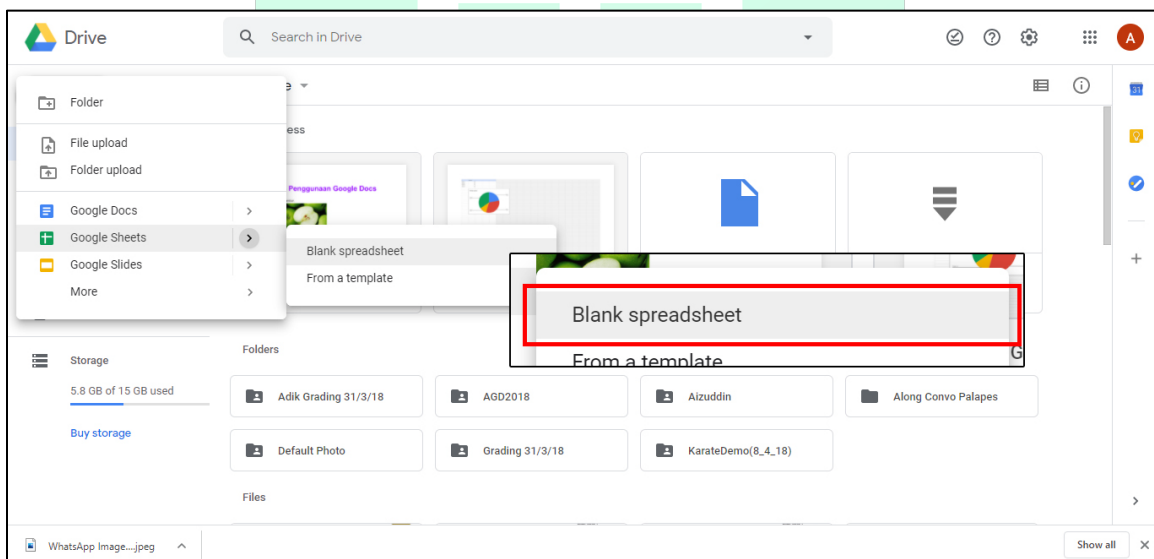 Drive
Search in Drive
A
Folder
File upload
Folder upload
Google Docs
Google Sheets
Google Slides
More
Blank spreadsheet
From a template
Penggunaan Google Docs
31
Blank spreadsheet
From a template
G
Storage
5.8 GB of 15 GB used
Buy storage
Folders
Adik Grading 31/3/18
AGD2018
Aizuddin
Along Convo Palapes
Default Photo
Grading 31/3/18
KarateDemo(8_4_18)
Files
WhatsApp Image....jpeg
Show all